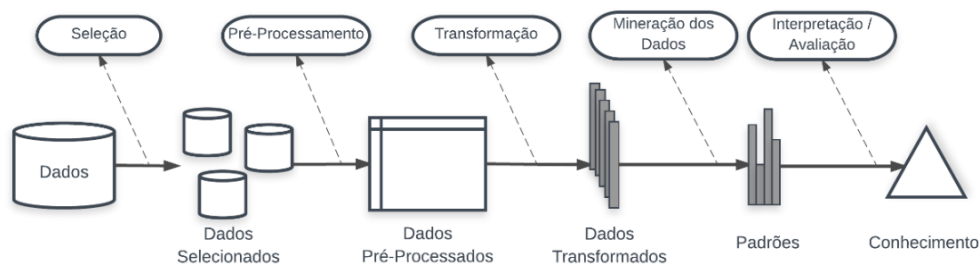 Seleção
Pré-Processamento
Transformação
Mineração dos
Dados
Interpretação /
Avaliação
Dados
Dados
Selecionados
Dados
Pré-Processados
Dados
Transformados
Padrões
Conhecimento